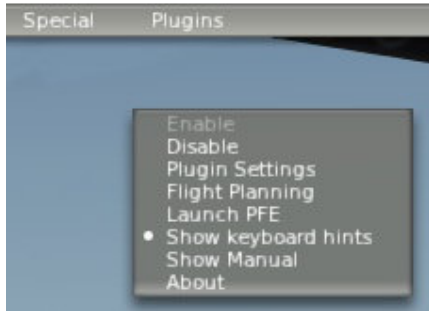 Special Plugins
Enable
Disable
Plugin Settings
Flight Planning
Launch PFE
Show keyboard hints
Show Manual
About